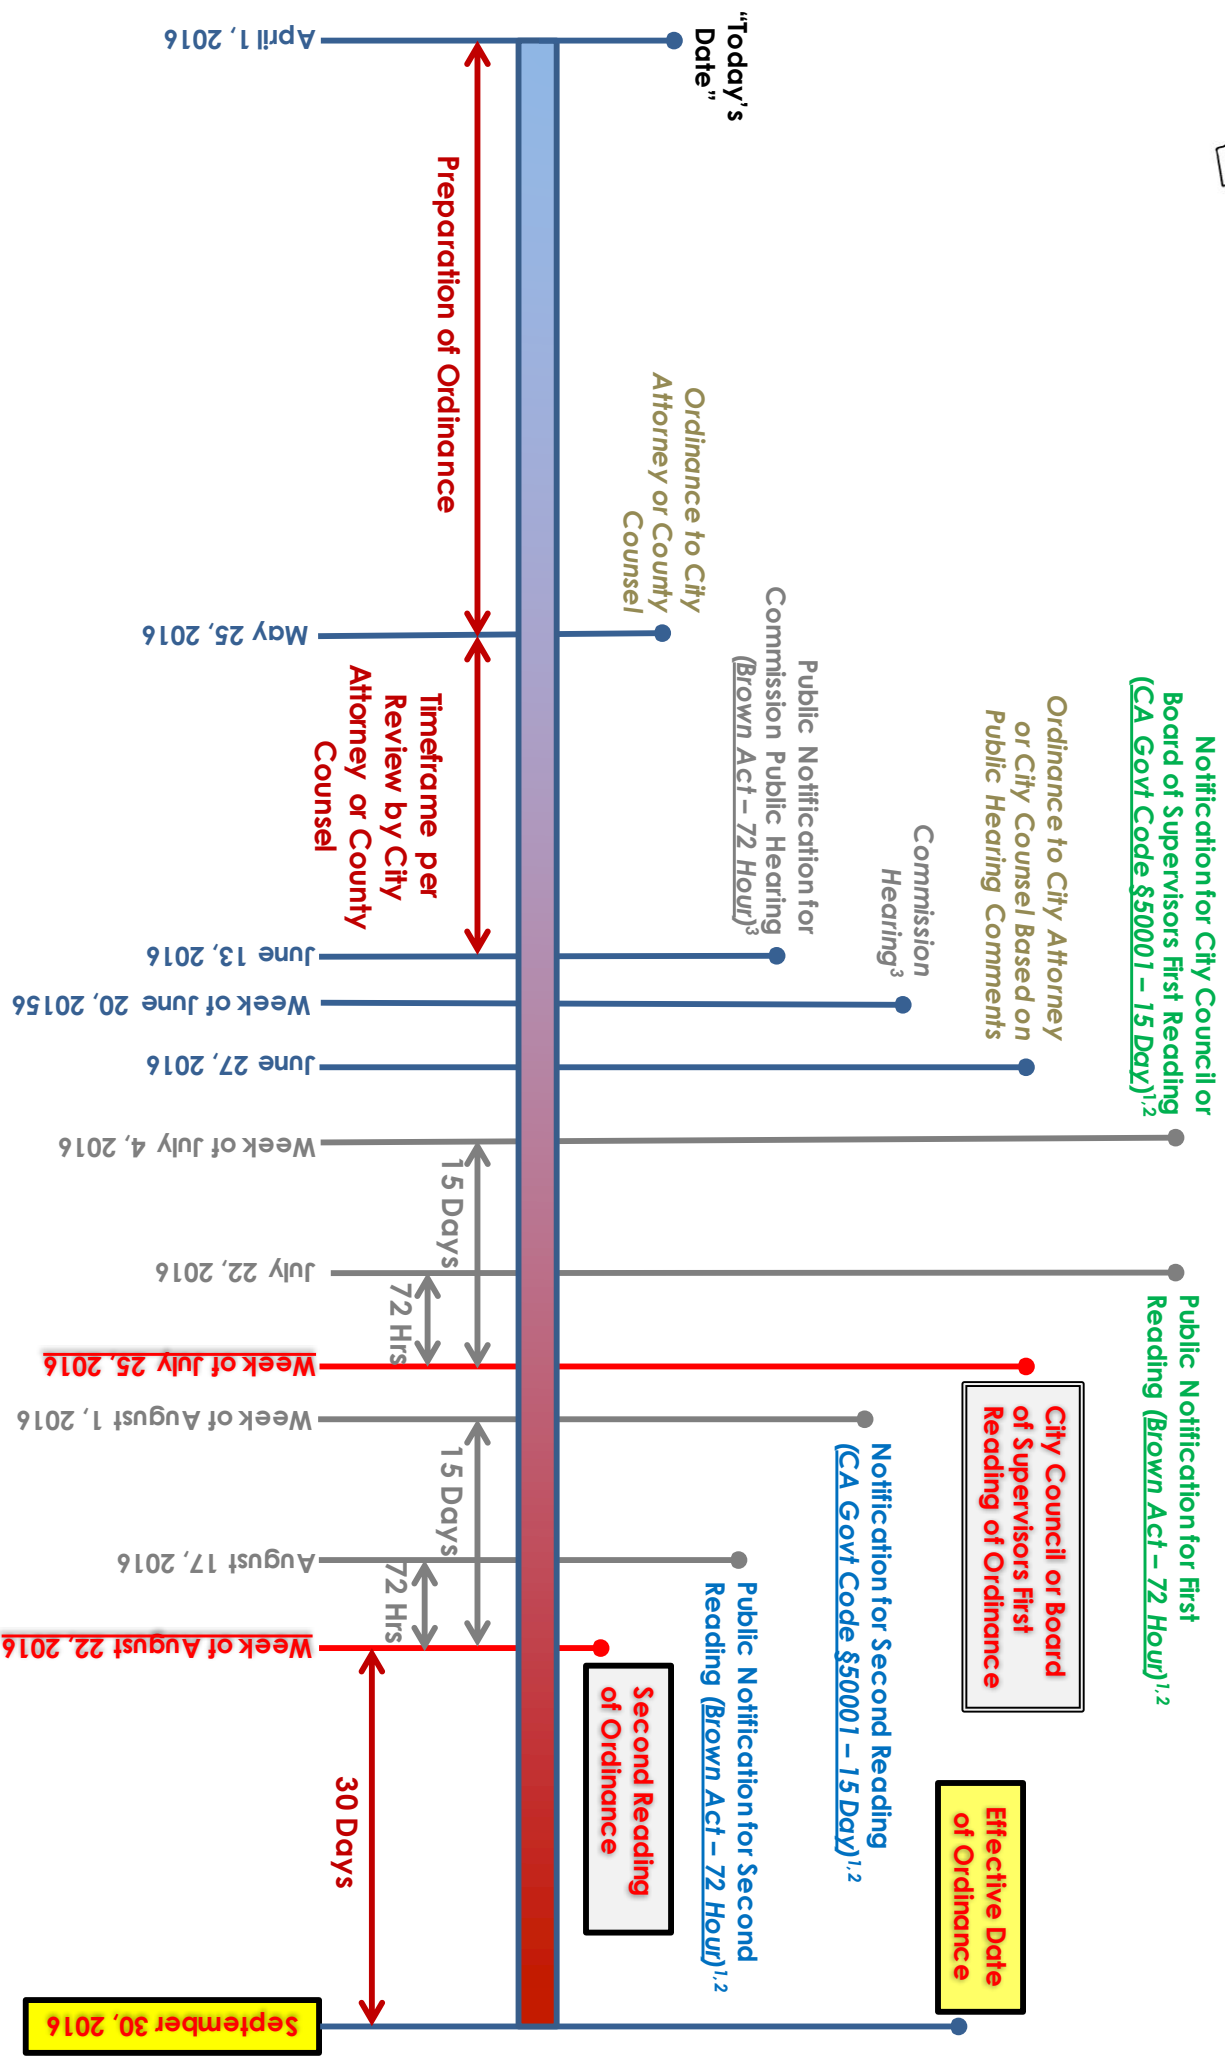 "Today's
Date"
Ordinance to City
Attorney or County
Counsel
Public Notification for
Commission Public Hearing
(Brown Act – 72 Hour)3
Commission
Hearing3
Ordinance to City Attorney
or City Counsel Based on
Public Hearing Comments
Notification for City Council or
Board of Supervisors First Reading
(CA Govt Code §50001 – 15 Day)1,2
Public Notification for First
Reading (Brown Act – 72 Hour)1,2
City Council or Board
of Supervisors First
Reading of Ordinance
Notification for Second Reading
(CA Govt Code §50001 – 15 Day)1,2
Public Notification for Second
Reading (Brown Act – 72 Hour)1,2
Second Reading
of Ordinance
Effective Date
of Ordinance
Preparation of Ordinance
Timeframe per
Review by City
Attorney or County
Counsel
15 Days
72 Hrs
15 Days
72 Hrs
30 Days
April 1, 2016
May 25, 2016
June 13, 2016
Week of June 20, 20156
June 27, 2016
Week of July 4, 2016
July 22, 2016
Week of July 25, 2016
Week of August 1, 2016
August 17, 2016
Week of August 22, 2016
September 30, 2016